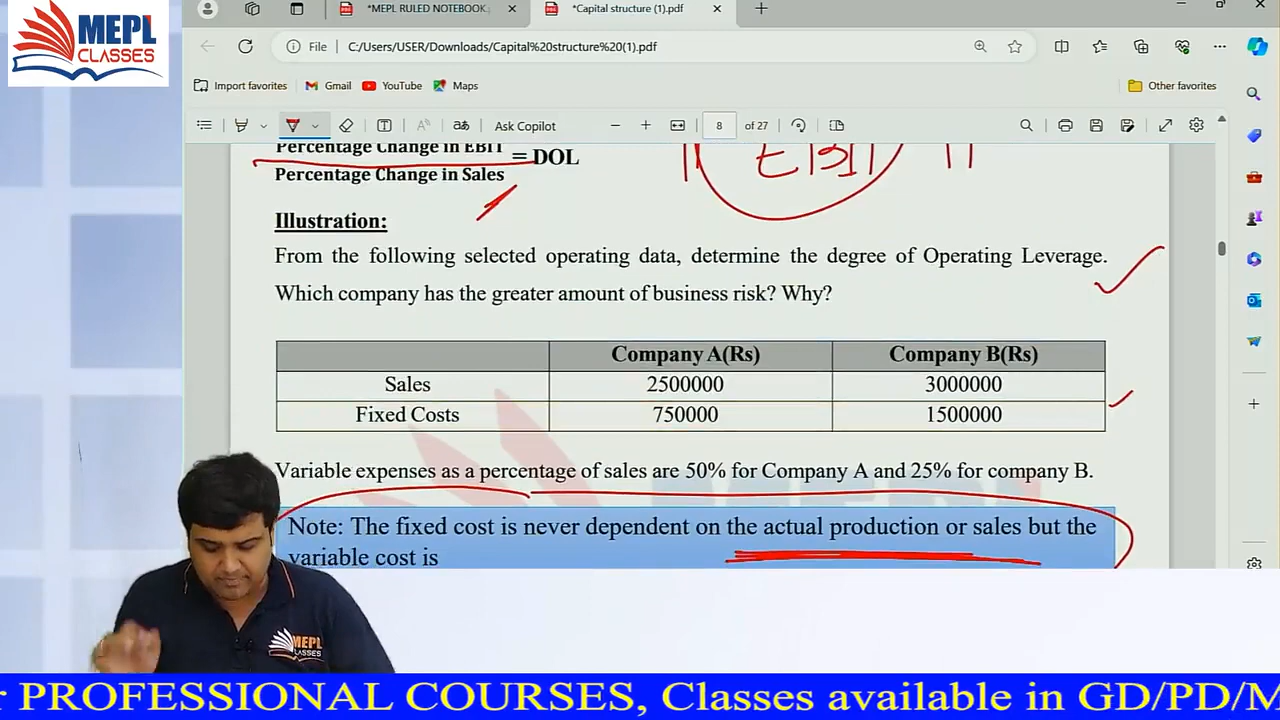 MEPL
CLASSES
*MEPL RULED NOTEBOOK.
*Capital structure (1).pdf
File
C:/Users/USER/Downloads/Capital%20structure%20(1).pdf
Import favorites
Gmail
YouTube
Maps
Other favorites
Ask Copilot
8 of 27
Percentage Change in EBIT
= DOL
Percentage Change in Sales
EBIT
Illustration:
From the following selected operating data, determine the degree of Operating Leverage.
Which company has the greater amount of business risk? Why?
Company A(Rs) Company B(Rs)
Sales 2500000 3000000
Fixed Costs 750000 1500000
Variable expenses as a percentage of sales are 50% for Company A and 25% for company B.
Note: The fixed cost is never dependent on the actual production or sales but the
variable cost is
MEPL
CLASSES
r PROFESSIONAL COURSES, Classes available in GD/PD/M